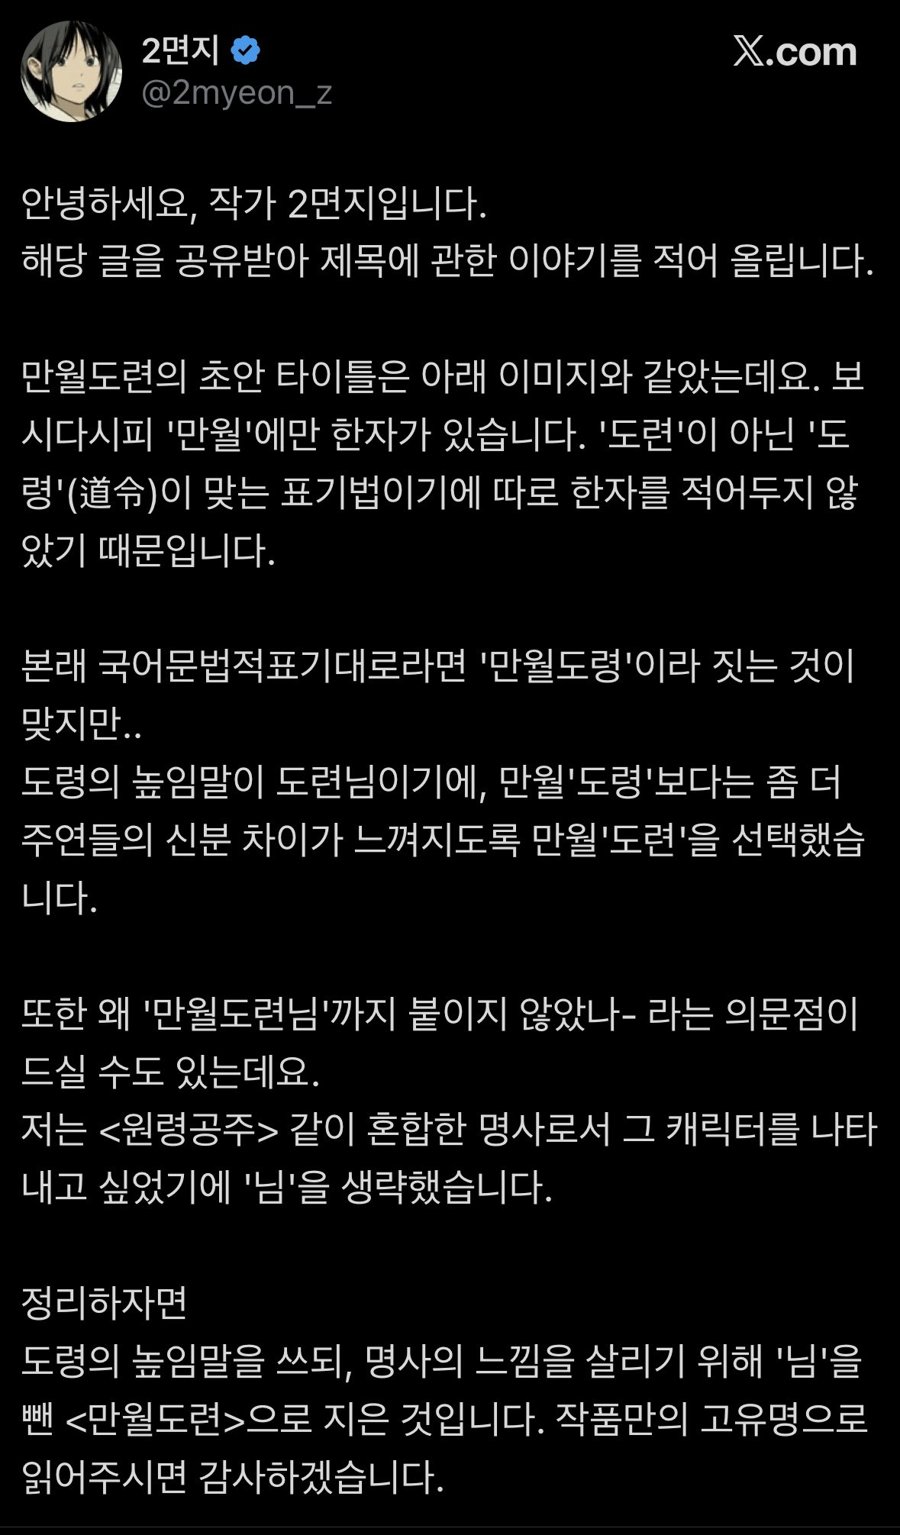 2면지
X.com
@2myeon_z
안녕하세요, 작가 2면지입니다.
해당 글을 공유받아 제목에 관한 이야기를 적어 올립니다.
만월도련의 초안 타이틀은 아래 이미지와 같았는데요. 보
시다시피 '만월'에만 한자가 있습니다. '도련'이 아닌 '도
령'(道令)이 맞는 표기법이기에 따로 한자를 적어두지 않
았기 때문입니다.
본래 국어문법적표기대로라면 '만월도령'이라 짓는 것이
맞지만..
도령의 높임말이 도련님이기에, 만월'도령'보다는 좀 더
주연들의 신분 차이가 느껴지도록 만월'도련'을 선택했습
니다.
또한 왜 '만월도련님'까지 붙이지 않았나- 라는 의문점이
드실 수도 있는데요.
저는 <원령공주> 같이 혼합한 명사로서 그 캐릭터를 나타
내고 싶었기에 '님'을 생략했습니다.
정리하자면
도령의 높임말을 쓰되, 명사의 느낌을 살리기 위해 '님'을
뺀 <만월도련>으로 지은 것입니다. 작품만의 고유명으로
읽어주시면 감사하겠습니다.